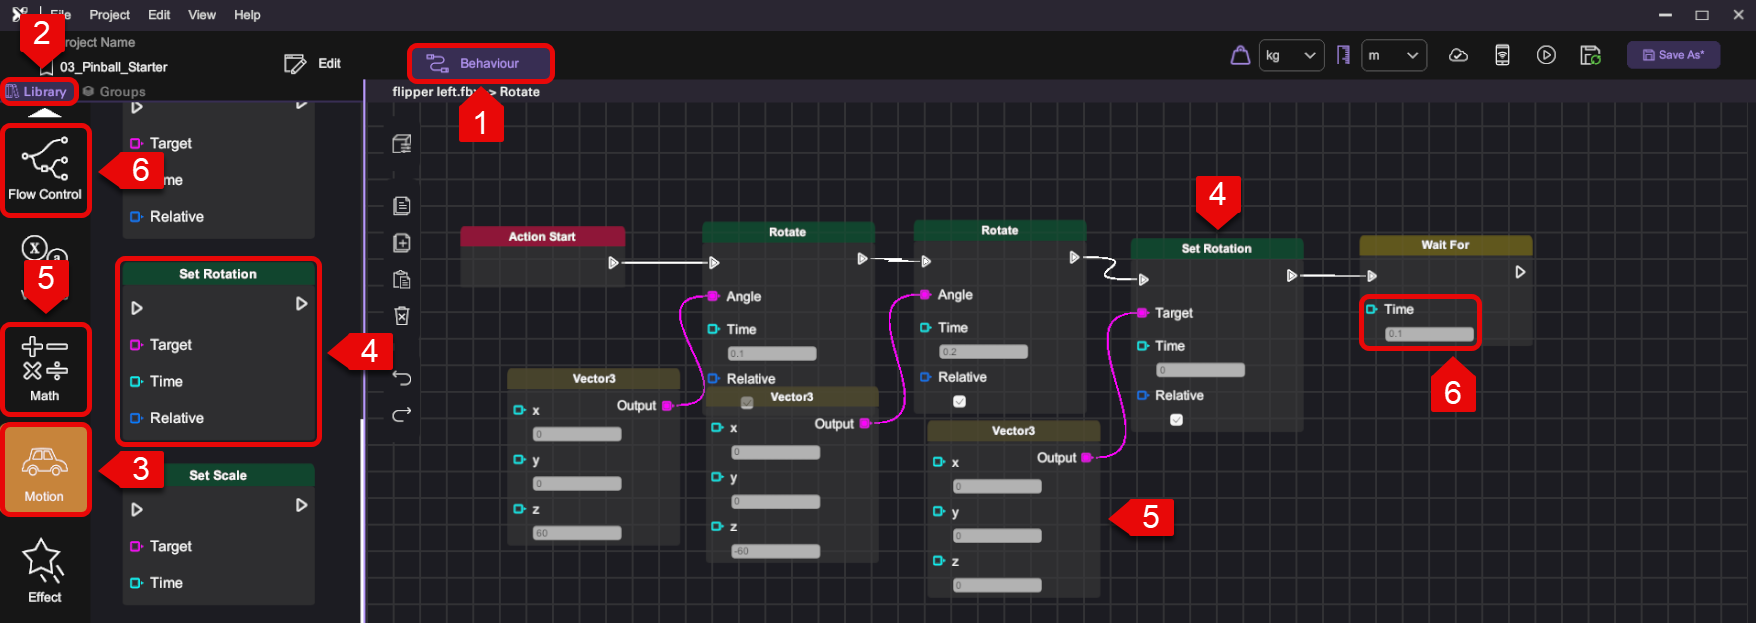 File Project Edit View Help
2
roject Name
03_Pinball_Starter
Edit
Behaviour
kg
m
Save As*
Library Groups
flipper left.fb > Rotate
1
Flow Control
6
Target
me
Relative
5
Math
3
Motion
Effect
Set Rotation
Target
Time
Relative
4
Set Scale
Target
Time
Action Start
Rotate
Angle
Time
0.1
Relative
Rotate
Angle
Time
0.2
Relative
4
Set Rotation
Target
Time
0
Relative
Wait For
Time
0.1
6
Vector3
Output
x
0
y
0
z
60
Vector3
Output
x
0
y
0
z
-60
Vector3
Output
x
0
y
0
z
0
5